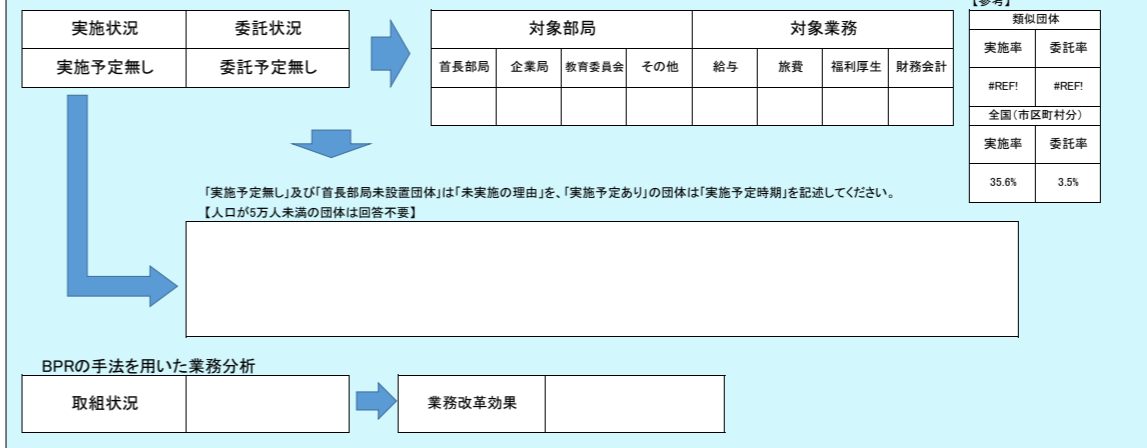 【参考】
実施状況 委託状況
実施予定無し 委託予定無し
対象部局 対象業務
首長部局 企業局 教育委員会 その他 給与 旅費 福利厚生 財務会計
類似団体
実施率 委託率
#REF! #REF!
全国(市区町村分)
実施率 委託率
35.6% 3.5%
「実施予定無し」及び「首長部局未設置団体」は「未実施の理由」を、「実施予定あり」の団体は「実施予定時期」を記述してください。
【人口が5万人未満の団体は回答不要】
BPRの手法を用いた業務分析
取組状況
業務改革効果